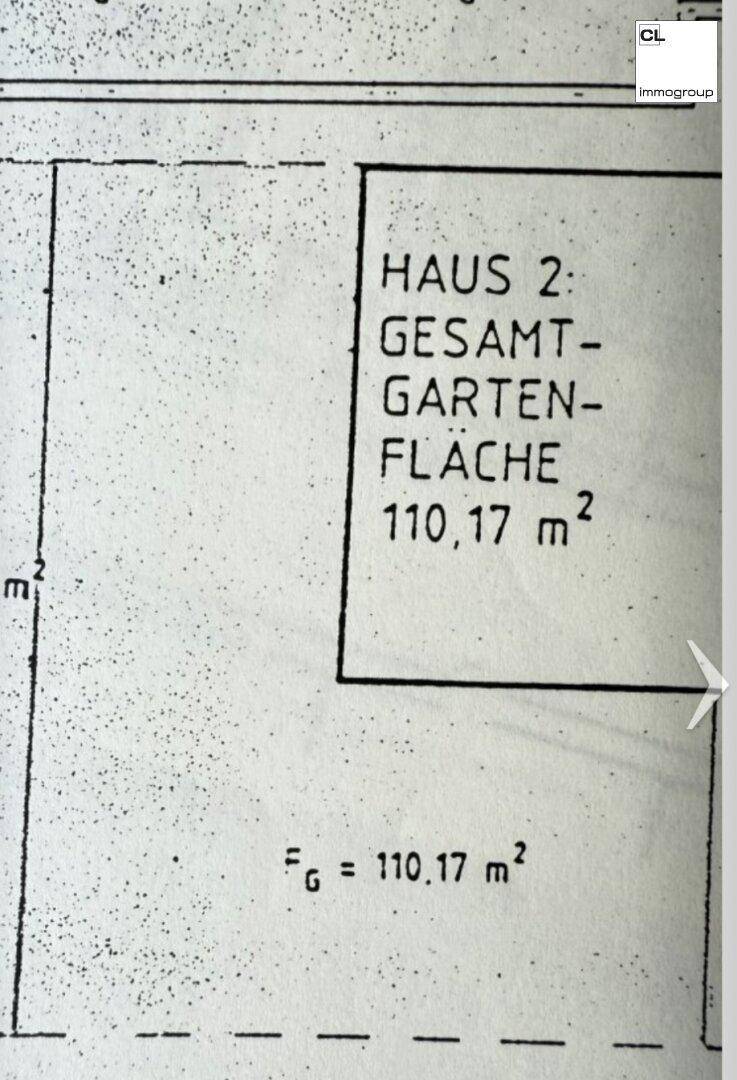 CL
immogroup
HAUS 2:
GESAMT-
GARTEN-
FLÄCHE
110,17 m²
m²
F_G = 110.17 m²